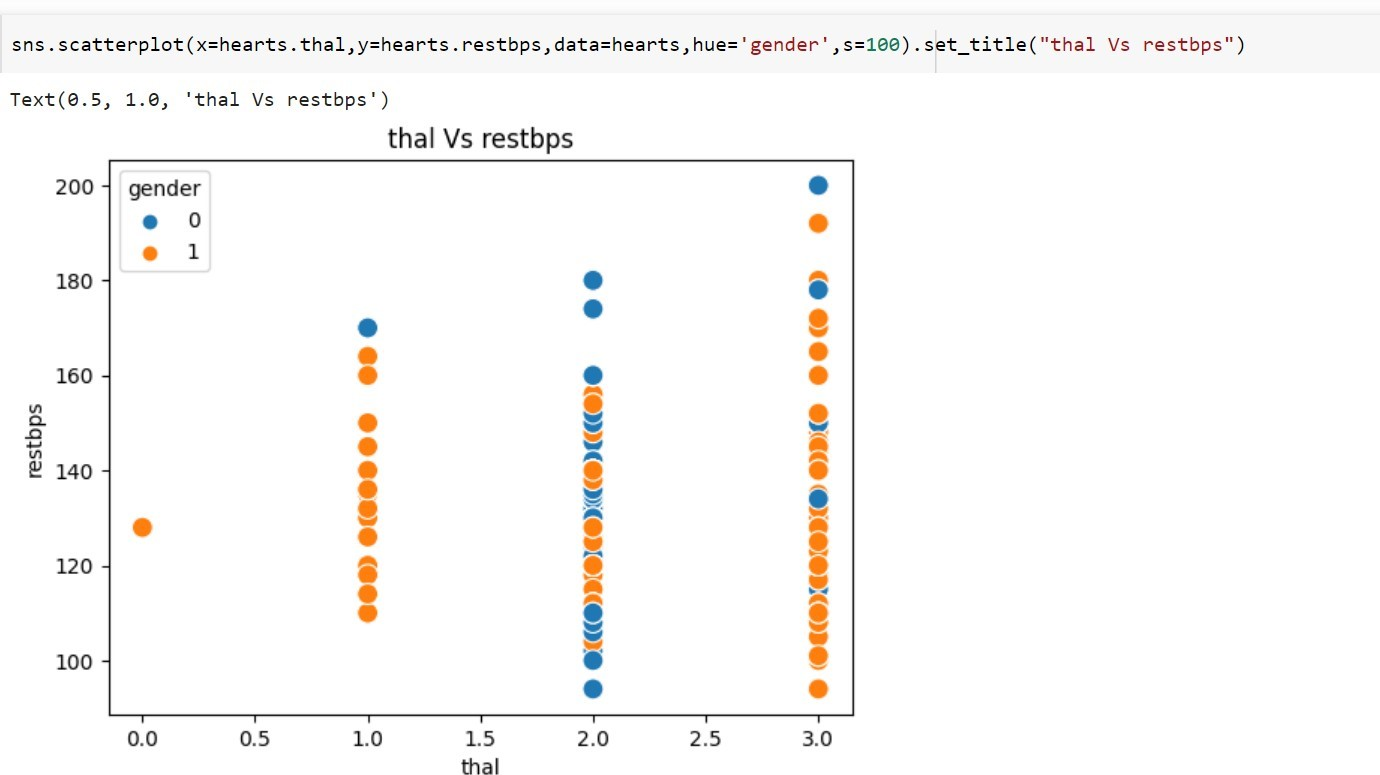 sns.scatterplot(x=hearts.thal,y=hearts.restbps,data=hearts,hue='gender',s=100).set_title("thal Vs restbps")
Text(0.5, 1.0, 'thal Vs restbps')
thal Vs restbps
gender
0
1
200
180
160
140
120
100
restbps
0.0 0.5 1.0 1.5 2.0 2.5 3.0
thal